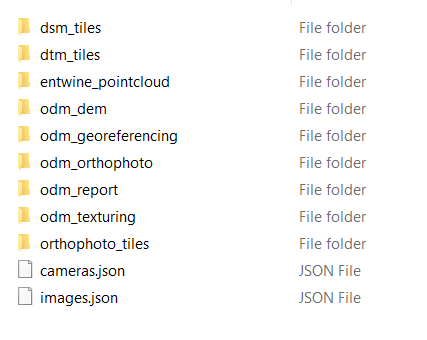 dsm_tiles File folder
dtm_tiles File folder
entwine_pointcloud File folder
odm_dem File folder
odm_georeferencing File folder
odm_orthophoto File folder
odm_report File folder
odm_texturing File folder
orthophoto_tiles File folder
cameras.json JSON File
images.json JSON File